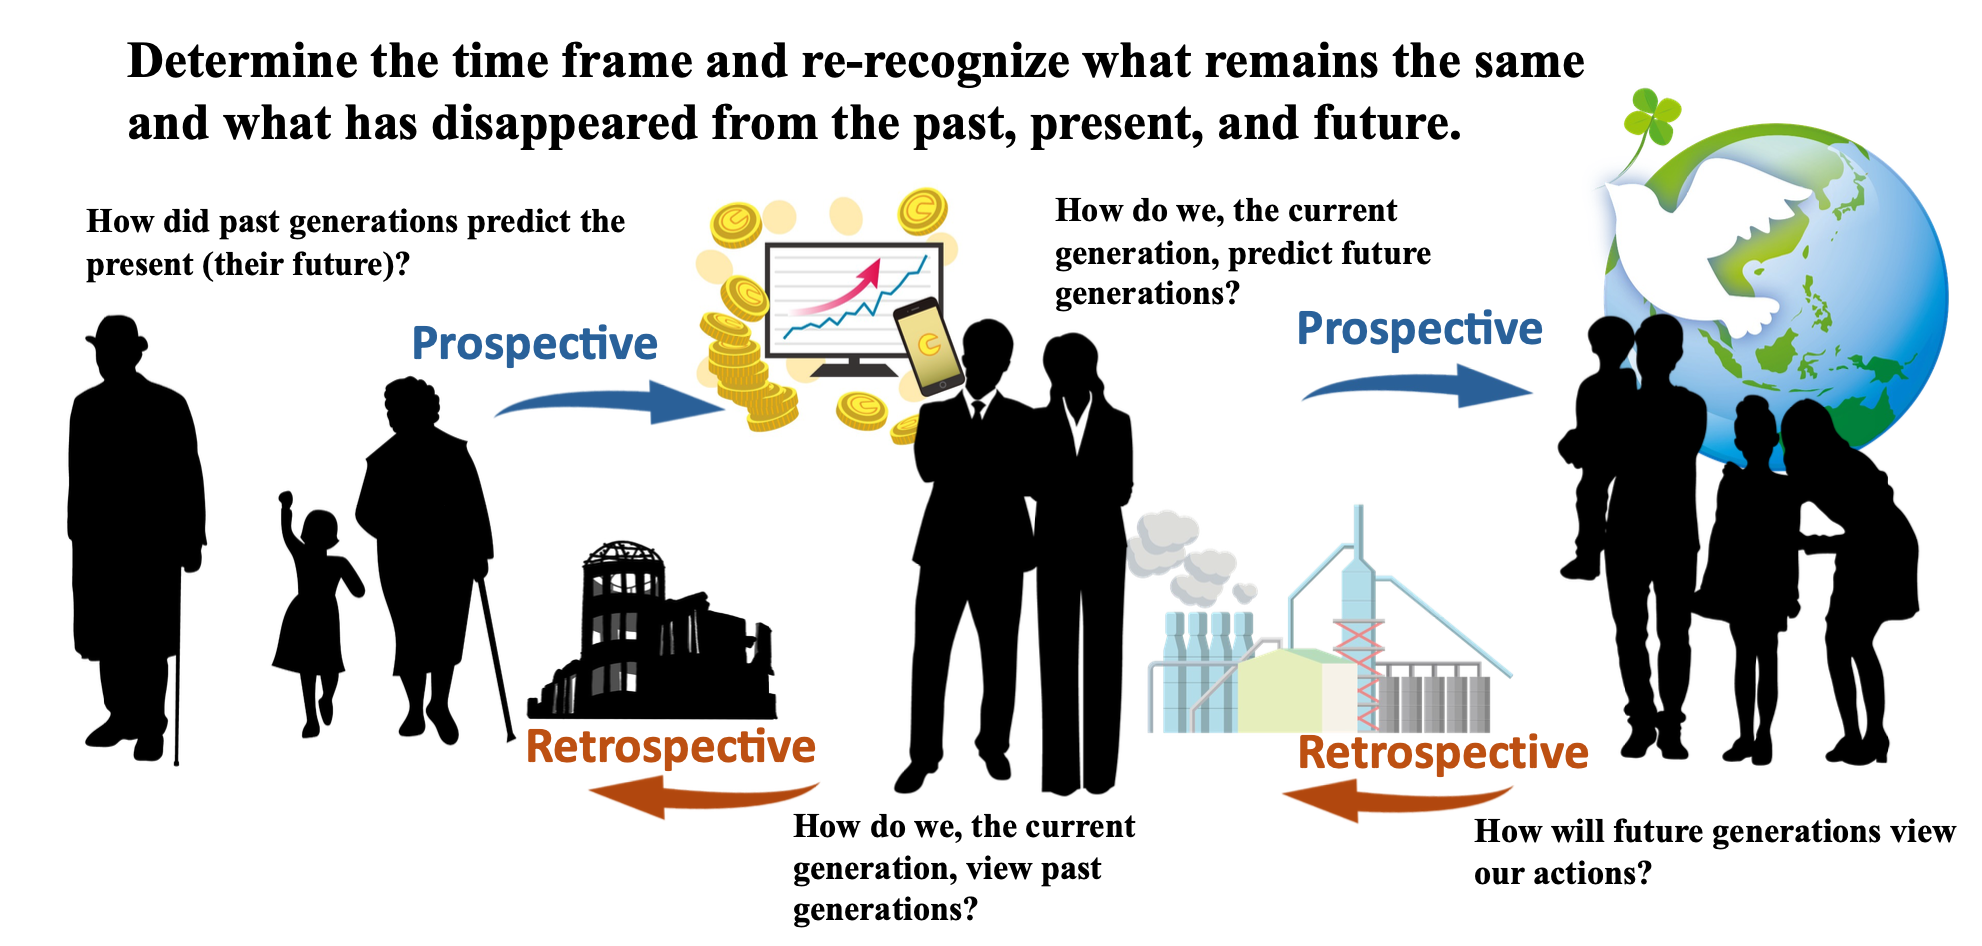 Determine the time frame and re-recognize what remains the same
and what has disappeared from the past, present, and future.
How did past generations predict the
present (their future)?
How do we, the current
generation, predict future
generations?
Prospective
Prospective
Retrospective
Retrospective
How do we, the current
generation, view past
generations?
How will future generations view
our actions?